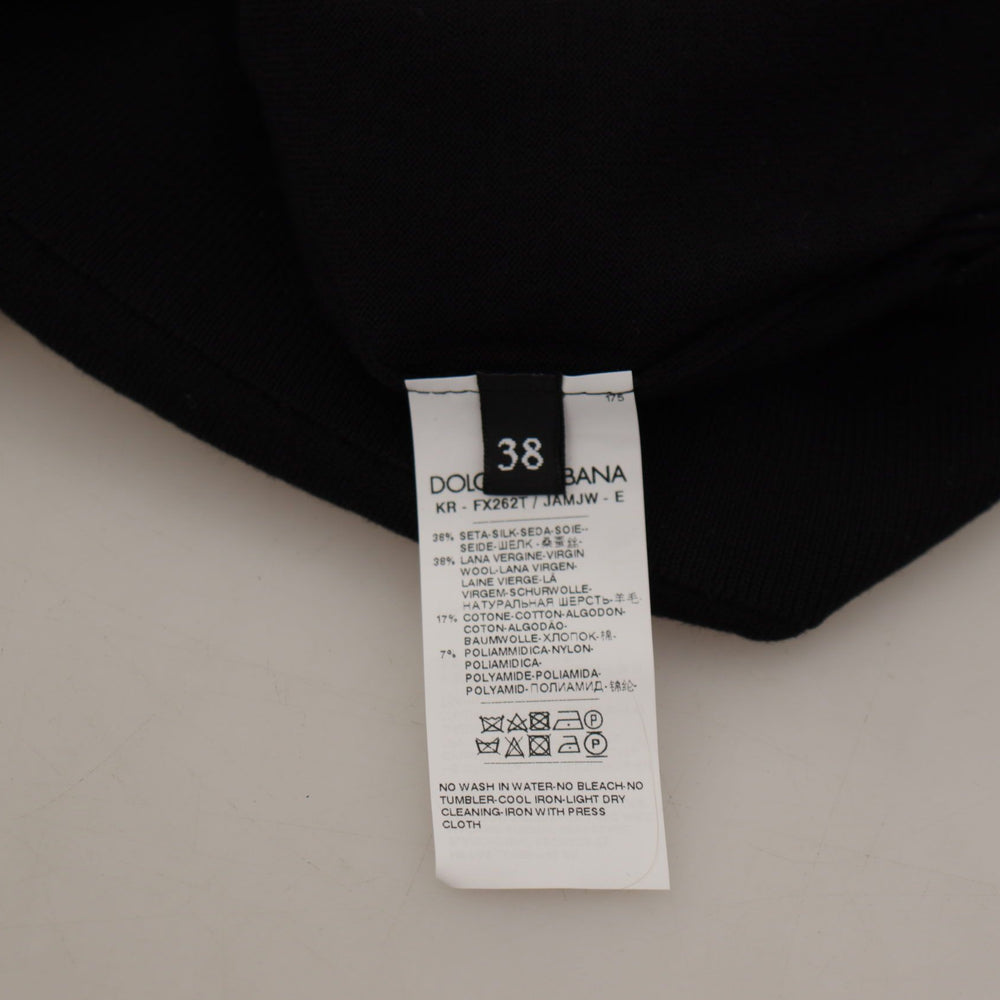 175
38
DOLC BANA
KR - FX262T / JAMJW - E
38% SETA-SILK-SEDA-SOIE-
SEIDE-ШЕЛК-桑蚕丝-
38% LANA VERGINE-VIRGIN
WOOL-LANA VIRGEN-
LAINE VIERGE-LÃ
VIRGEM-SCHURWOLLE-
НАТУРАЛЬНАЯ ШЕРСТЬ-羊毛-
17% COTONE-COTTON-ALGODON-
COTON-ALGODÃO-
BAUMWOLLE-ХЛОПОК-棉-
7% POLIAMMIDICA-NYLON-
POLIAMIDICA-
POLYAMIDE-POLIAMIDA-
POLYAMID-ПОЛИАМИД-锦纶-
NO WASH IN WATER-NO BLEACH-NO
TUMBLER-COOL IRON-LIGHT DRY
CLEANING-IRON WITH PRESS
CLOTH